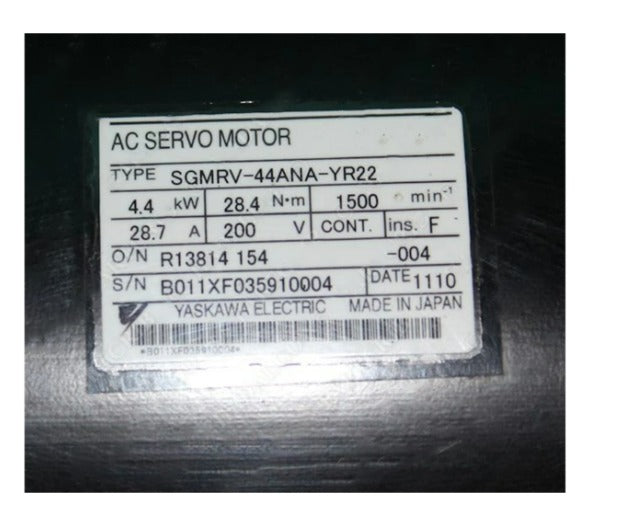 AC SERVO MOTOR
TYPE SGMRV-44ANA-YR22
4.4 kW 28.4 N·m 1500 min⁻¹
28.7 A 200 V CONT. ins. F
O/N R13814 154 -004
S/N B011XF035910004 DATE 1110
YASKAWA ELECTRIC MADE IN JAPAN
*B011XF035910004*